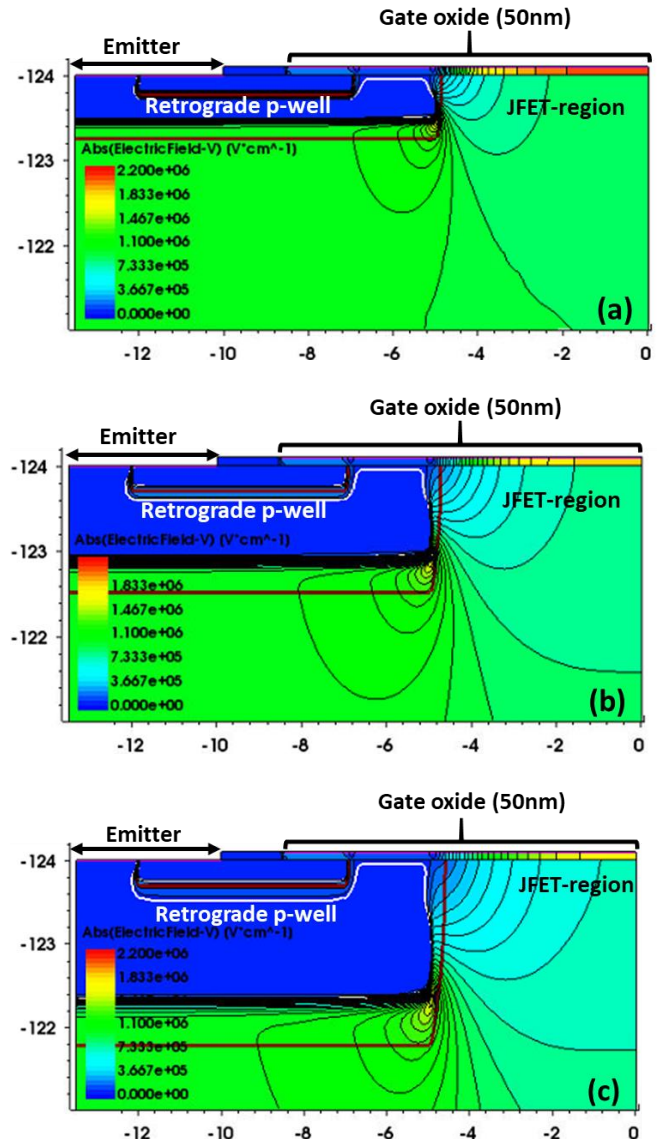 Gate oxide (50nm)
Emitter
-124
Retrograde p-well
JFET-region
-123
Abs(ElectricField-V) (V*cm^-1)
2.200e+06
1.833e+06
1.467e+06
-122
1.100e+06
7.333e+05
3.667e+05
0.000e+00
(a)
-12 -10 -8 -6 -4 -2 0
Gate oxide (50nm)
Emitter
-124
Retrograde p-well
JFET-region
Abs(ElectricField-V) (V*cm^-1)
-123
1.833e+06
1.467e+06
-122
1.100e+06
7.333e+05
3.667e+05
0.000e+00
(b)
-12 -10 -8 -6 -4 -2 0
Gate oxide (50nm)
Emitter
-124
JFET-region
Retrograde p-well
Abs(ElectricField-V) (V*cm^-1)
-123
2.200e+06
1.833e+06
-122
1.100e+06
7.333e+05
3.667e+05
0.000e+00
(c)
-12 -10 -8 -6 -4 -2 0